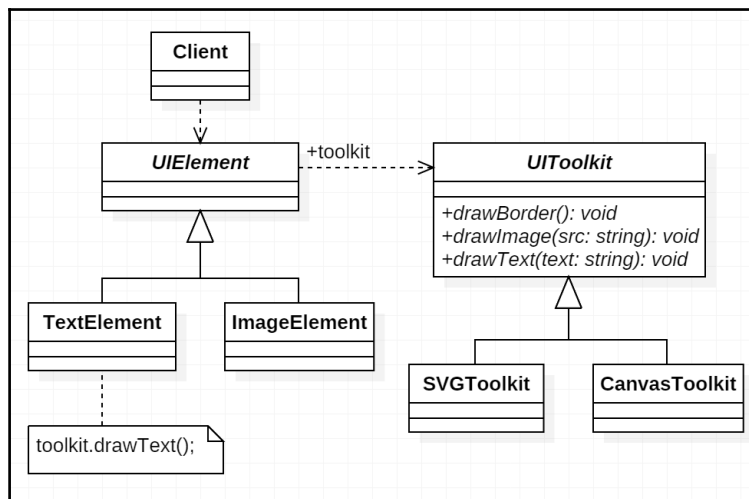 Client
UIElement
+toolkit
UIToolkit
+drawBorder(): void
+drawImage(src: string): void
+drawText(text: string): void
TextElement
ImageElement
SVGToolkit
CanvasToolkit
toolkit.drawText();